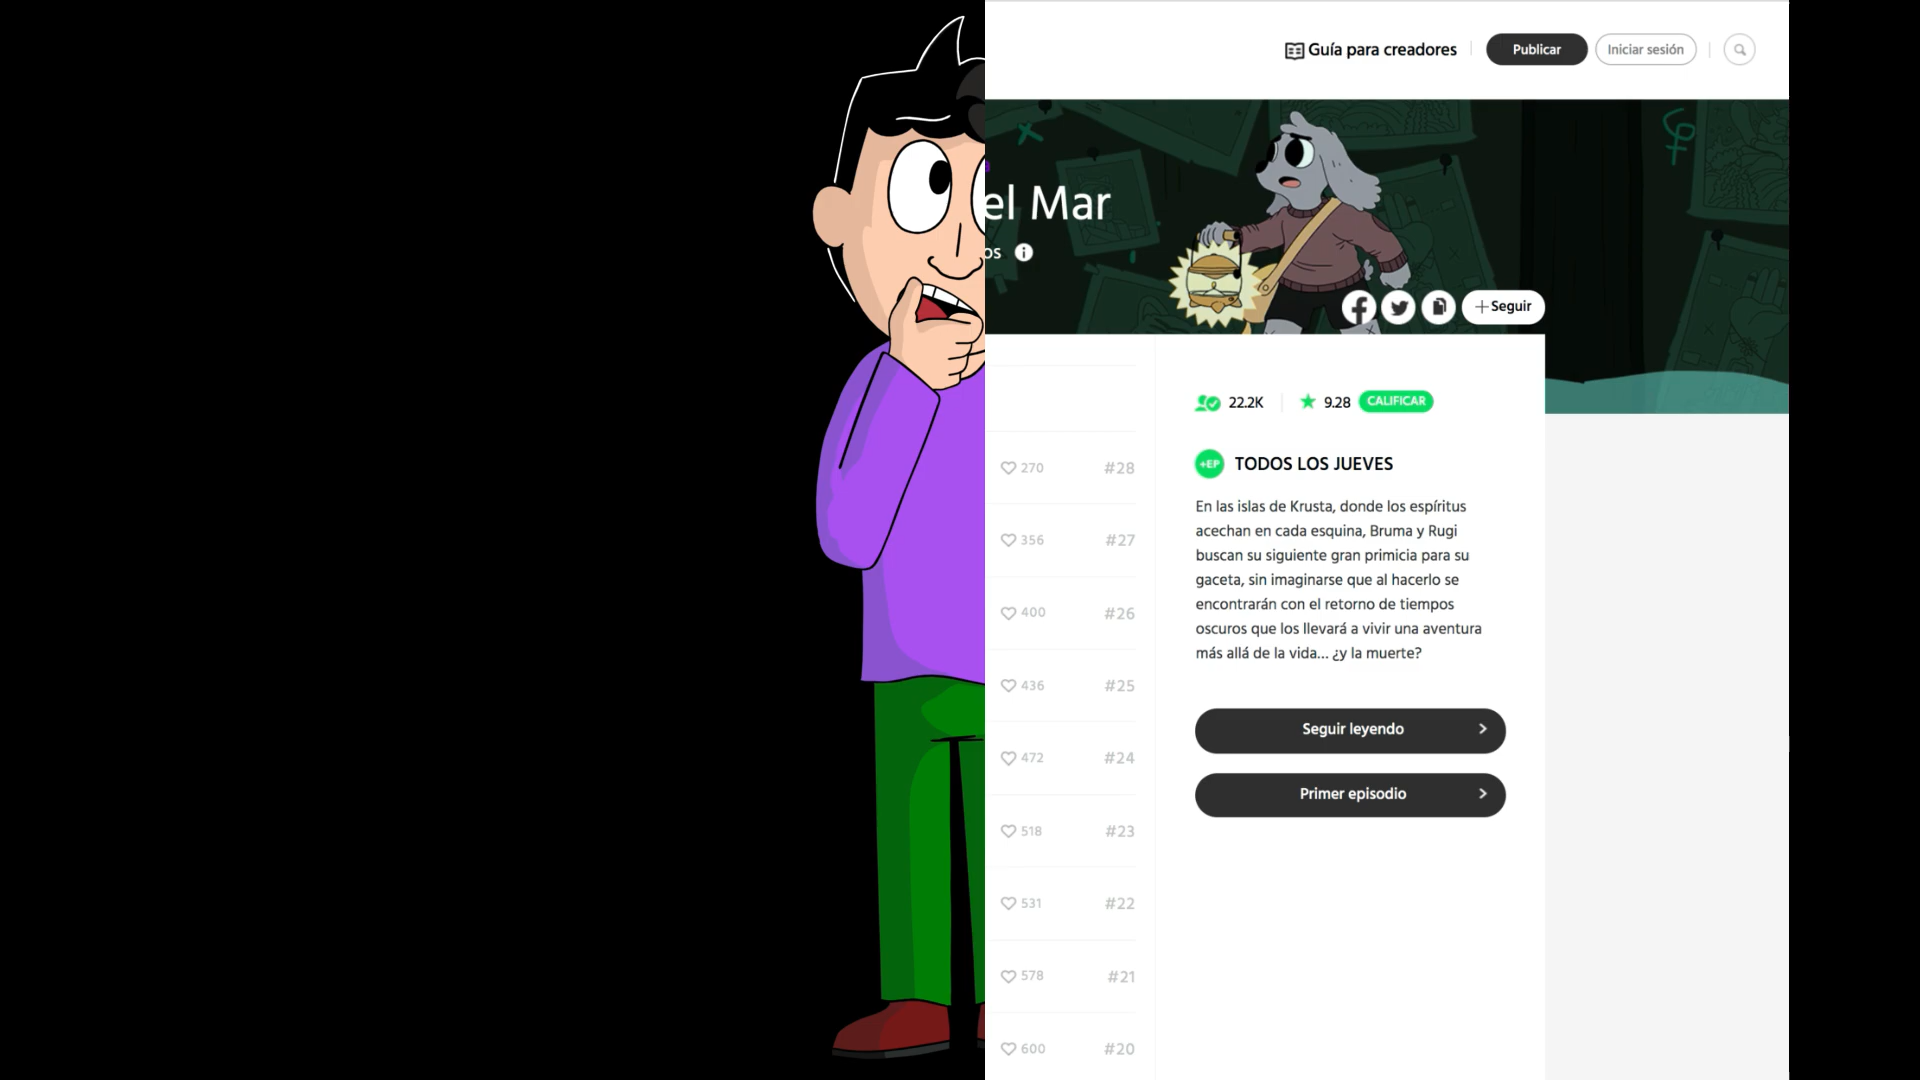 Guía para creadores
Publicar
Iniciar sesión
el Mar
os
Seguir
22.2K
9.28
CALIFICAR
+EP
TODOS LOS JUEVES
En las islas de Krusta, donde los espíritus
acechan en cada esquina, Bruma y Rugi
buscan su siguiente gran primicia para su
gaceta, sin imaginarse que al hacerlo se
encontrarán con el retorno de tiempos
oscuros que los llevará a vivir una aventura
más allá de la vida... ¿y la muerte?
Seguir leyendo
Primer episodio
270 #28
356 #27
400 #26
436 #25
472 #24
518 #23
531 #22
578 #21
600 #20